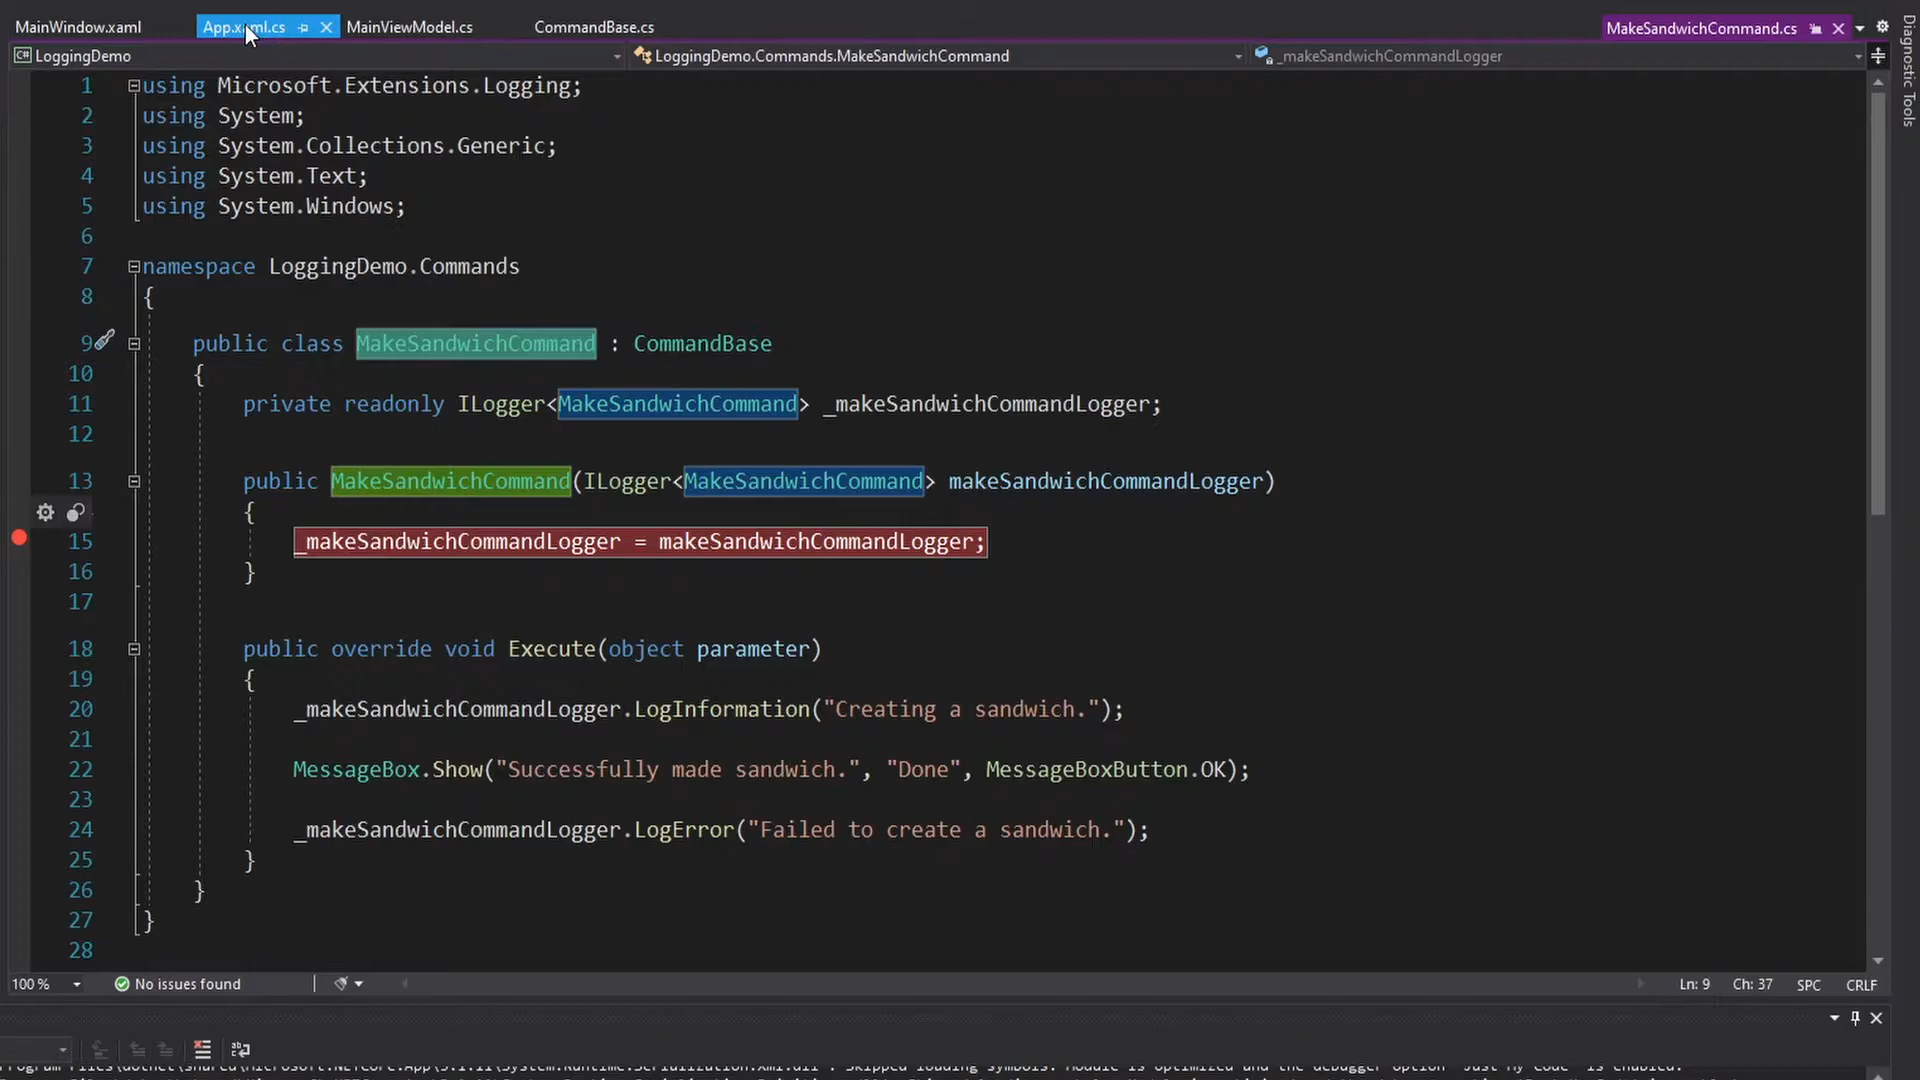 MainWindow.xaml App.xaml.cs MainViewModel.cs CommandBase.cs MakeSandwichCommand.cs
LoggingDemo LoggingDemo.Commands.MakeSandwichCommand _makeSandwichCommandLogger
Diagnostic Tools
1 using Microsoft.Extensions.Logging;
2 using System;
3 using System.Collections.Generic;
4 using System.Text;
5 using System.Windows;
6
7 namespace LoggingDemo.Commands
8 {
9 public class MakeSandwichCommand : CommandBase
10 {
11 private readonly ILogger<MakeSandwichCommand> _makeSandwichCommandLogger;
12
13 public MakeSandwichCommand(ILogger<MakeSandwichCommand> makeSandwichCommandLogger)
{
15 _makeSandwichCommandLogger = makeSandwichCommandLogger;
16 }
17
18 public override void Execute(object parameter)
19 {
20 _makeSandwichCommandLogger.LogInformation("Creating a sandwich.");
21
22 MessageBox.Show("Successfully made sandwich.", "Done", MessageBoxButton.OK);
23
24 _makeSandwichCommandLogger.LogError("Failed to create a sandwich.");
25 }
26 }
27 }
28
100 % No issues found Ln: 9 Ch: 37 SPC CRLF